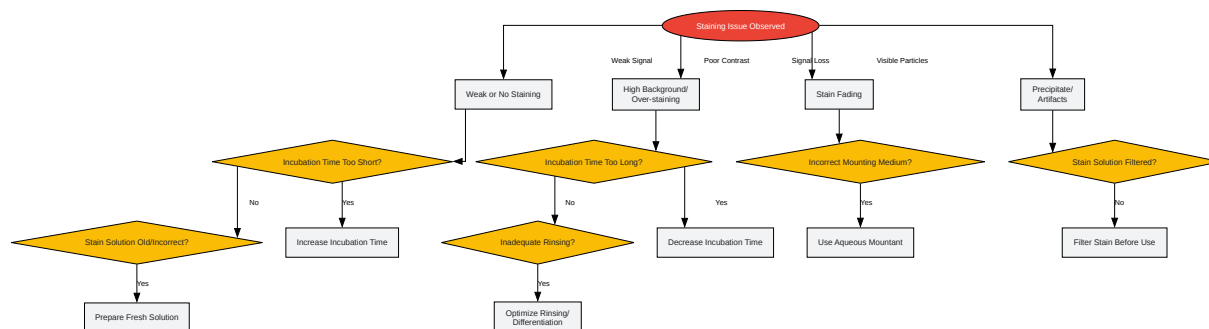 Staining Issue Observed
Weak Signal
Poor Contrast
Signal Loss
Visible Particles
Weak or No Staining
High Background/
Over-staining
Stain Fading
Precipitate/
Artifacts
Incubation Time Too Short?
Incubation Time Too Long?
Incorrect Mounting Medium?
Stain Solution Filtered?
No
Yes
No
Yes
Yes
No
Stain Solution Old/Incorrect?
Increase Incubation Time
Inadequate Rinsing?
Decrease Incubation Time
Use Aqueous Mountant
Filter Stain Before Use
Yes
Yes
Prepare Fresh Solution
Optimize Rinsing/
Differentiation